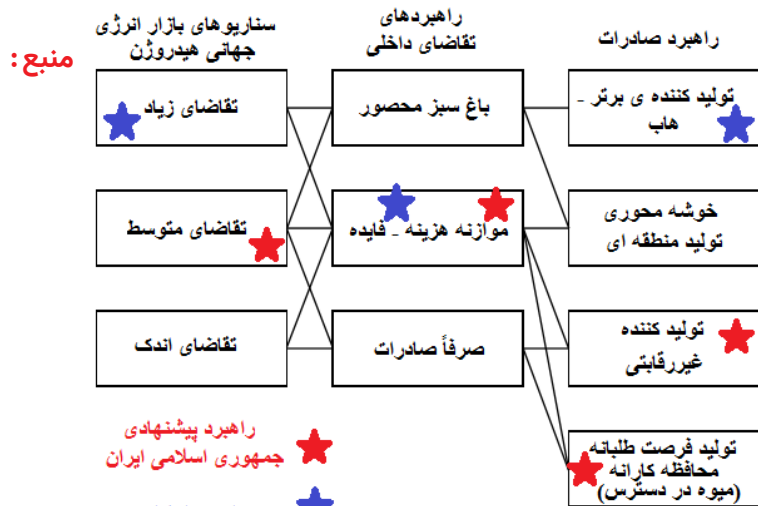 منبع:
راهبرد صادرات
راهبردهای
تقاضای داخلی
سناریوهای بازار انرژی
جهانی هیدروژن
تولید کننده ی برتر -
هاب
باغ سبز محصور
تقاضای زیاد
خوشه محوری
تولید منطقه ای
موازنه هزینه - فایده
تقاضای متوسط
تولید کننده
غیررقابتی
صرفاً صادرات
تقاضای اندک
تولید فرصت طلبانه
محافظه کارانه
(میوه در دسترس)
راهبرد پیشنهادی
جمهوری اسلامی ایران